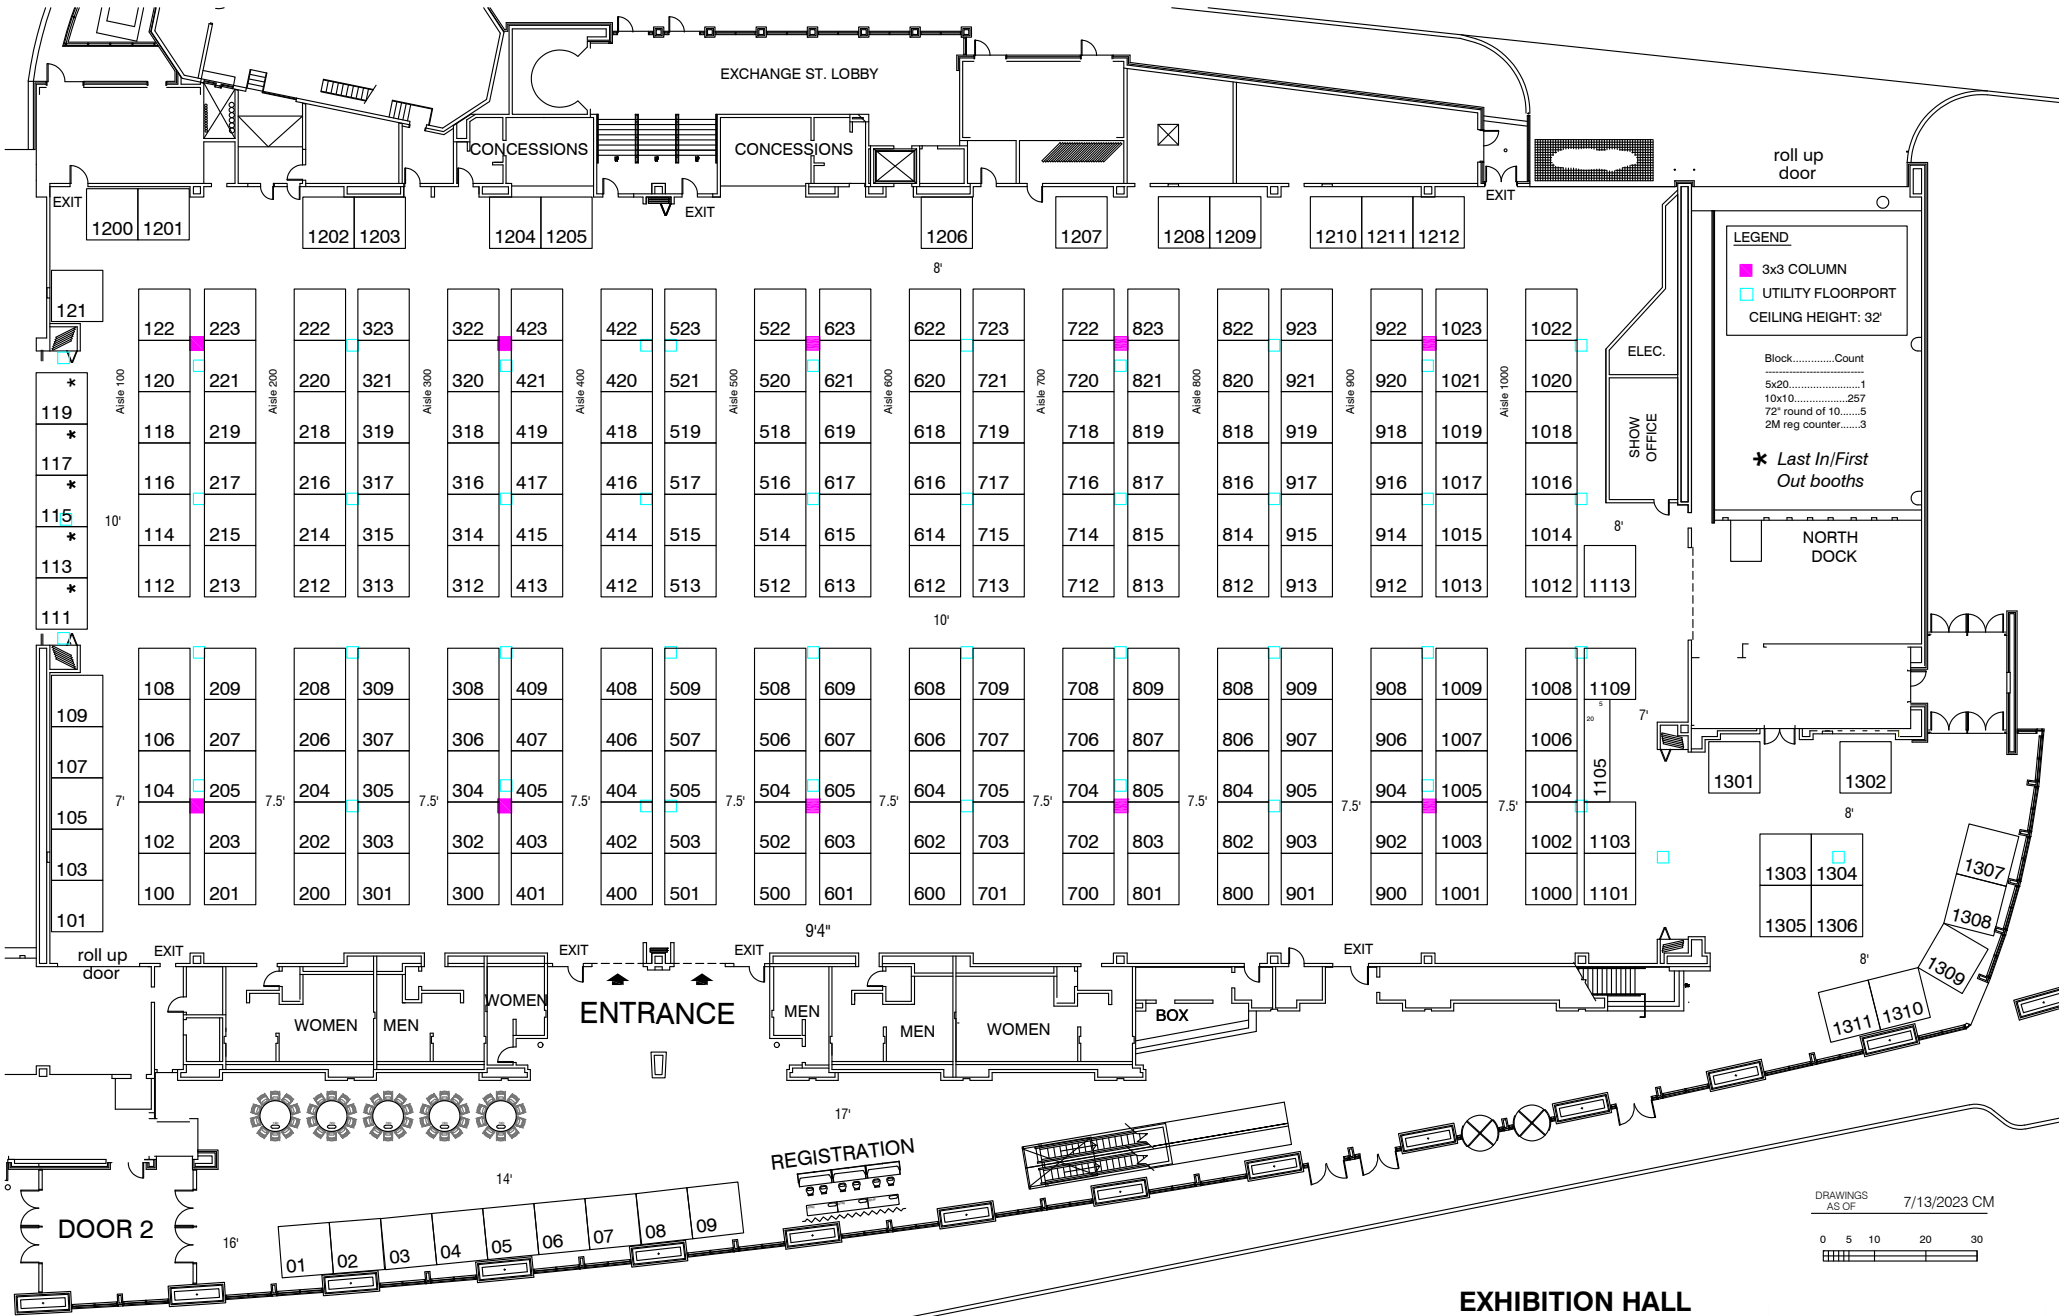 EXCHANGE ST. LOBBY
CONCESSIONS
CONCESSIONS
roll up
door
EXIT
EXIT
EXIT
1200 1201
1202 1203
1204 1205
1206
1207
1208 1209
1210 1211 1212
8'
LEGEND
3x3 COLUMN
UTILITY FLOORPORT
CEILING HEIGHT: 32'
Block..............Count
5x20........................1
10x10...................257
72" round of 10.......5
2M reg counter.......3
* Last In/First
Out booths
ELEC.
SHOW
OFFICE
NORTH
DOCK
121
122 223 222 323 322 423 422 523 522 623 622 723 722 823 822 923 922 1023 1022
Aisle 100
Aisle 200
Aisle 300
Aisle 400
Aisle 500
Aisle 600
Aisle 700
Aisle 800
Aisle 900
Aisle 1000
120 221 220 321 320 421 420 521 520 621 620 721 720 821 820 921 920 1021 1020
*
119
118 219 218 319 318 419 418 519 518 619 618 719 718 819 818 919 918 1019 1018
*
117
116 217 216 317 316 417 416 517 516 617 616 717 716 817 816 917 916 1017 1016
*
115
10'
8'
114 215 214 315 314 415 414 515 514 615 614 715 714 815 814 915 914 1015 1014
*
113
112 213 212 313 312 413 412 513 512 613 612 713 712 813 812 913 912 1013 1012 1113
*
111
10'
108 209 208 309 308 409 408 509 508 609 608 709 708 809 808 909 908 1009 1008 1109
109
5
20
7'
106 207 206 307 306 407 406 507 506 607 606 707 706 807 806 907 906 1007 1006
107
1105
1301
1302
104 205 204 305 304 405 404 505 504 605 604 705 704 805 804 905 904 1005 1004
7' 7.5' 7.5' 7.5' 7.5' 7.5' 7.5' 7.5' 7.5' 7.5'
8'
105
102 203 202 303 302 403 402 503 502 603 602 703 702 803 802 903 902 1003 1002 1103
103
1303 1304
1307
100 201 200 301 300 401 400 501 500 601 600 701 700 801 800 901 900 1001 1000 1101
101
1305 1306
1308
9'4"
8'
1309
1311 1310
roll up
door
EXIT
EXIT
EXIT
EXIT
WOMEN
MEN
WOMEN
ENTRANCE
MEN
MEN
WOMEN
BOX
17'
REGISTRATION
14'
DOOR 2
16'
01 02 03 04 05 06 07 08 09
DRAWINGS
AS OF
7/13/2023 CM
0 5 10 20 30
EXHIBITION HALL